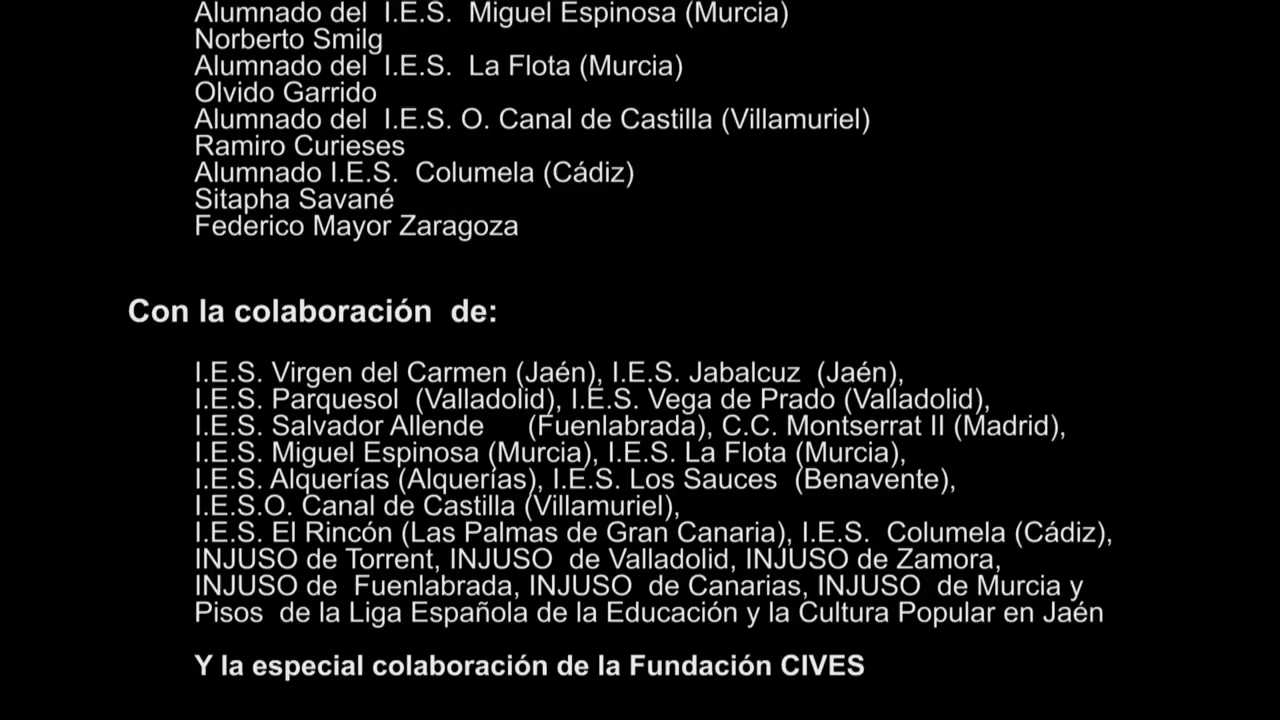 Alumnado del I.E.S. Miguel Espinosa (Murcia)
Norberto Smilg
Alumnado del I.E.S. La Flota (Murcia)
Olvido Garrido
Alumnado del I.E.S. O. Canal de Castilla (Villamuriel)
Ramiro Curieses
Alumnado I.E.S. Columela (Cádiz)
Sitapha Savané
Federico Mayor Zaragoza
Con la colaboración de:
I.E.S. Virgen del Carmen (Jaén), I.E.S. Jabalcuz (Jaén),
I.E.S. Parquesol (Valladolid), I.E.S. Vega de Prado (Valladolid),
I.E.S. Salvador Allende (Fuenlabrada), C.C. Montserrat II (Madrid),
I.E.S. Miguel Espinosa (Murcia), I.E.S. La Flota (Murcia),
I.E.S. Alquerías (Alquerías), I.E.S. Los Sauces (Benavente),
I.E.S.O. Canal de Castilla (Villamuriel),
I.E.S. El Rincón (Las Palmas de Gran Canaria), I.E.S. Columela (Cádiz),
INJUSO de Torrent, INJUSO de Valladolid, INJUSO de Zamora,
INJUSO de Fuenlabrada, INJUSO de Canarias, INJUSO de Murcia y
Pisos de la Liga Española de la Educación y la Cultura Popular en Jaén
Y la especial colaboración de la Fundación CIVES